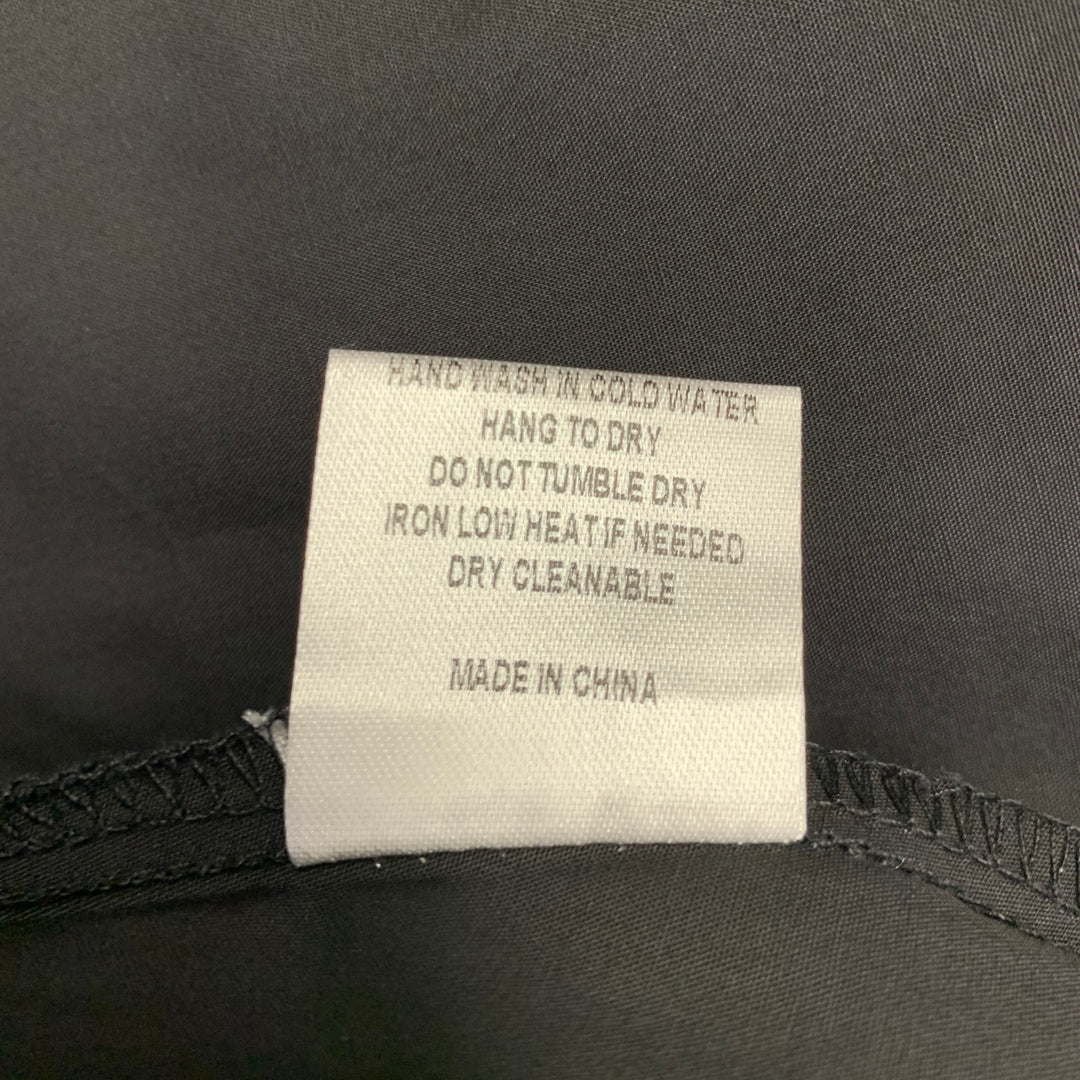 HAND WASH IN COLD WATER
HANG TO DRY
DO NOT TUMBLE DRY
IRON LOW HEAT IF NEEDED
DRY CLEANABLE
MADE IN CHINA